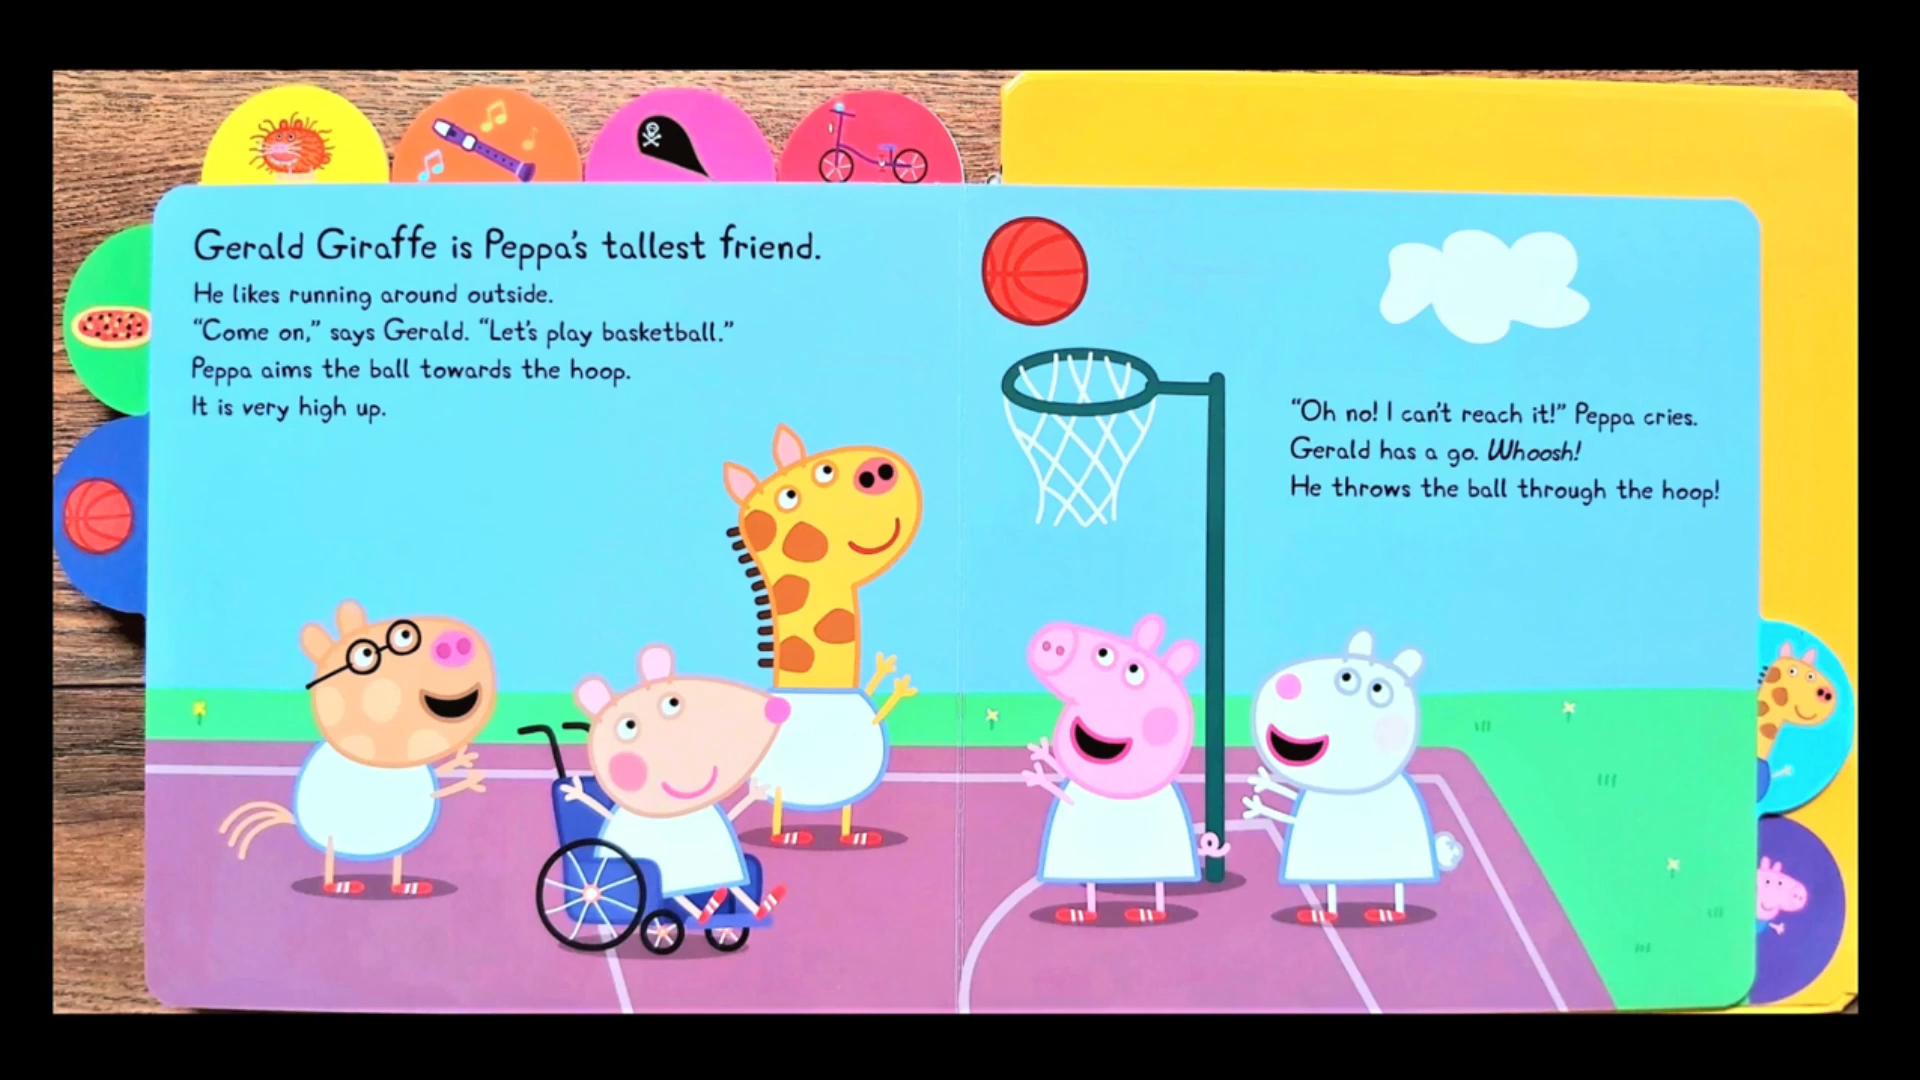 Gerald Giraffe is Peppa's tallest friend.
He likes running around outside.
“Come on,” says Gerald. “Let's play basketball.”
Peppa aims the ball towards the hoop.
It is very high up.
“Oh no! I can't reach it!” Peppa cries.
Gerald has a go. Whoosh!
He throws the ball through the hoop!